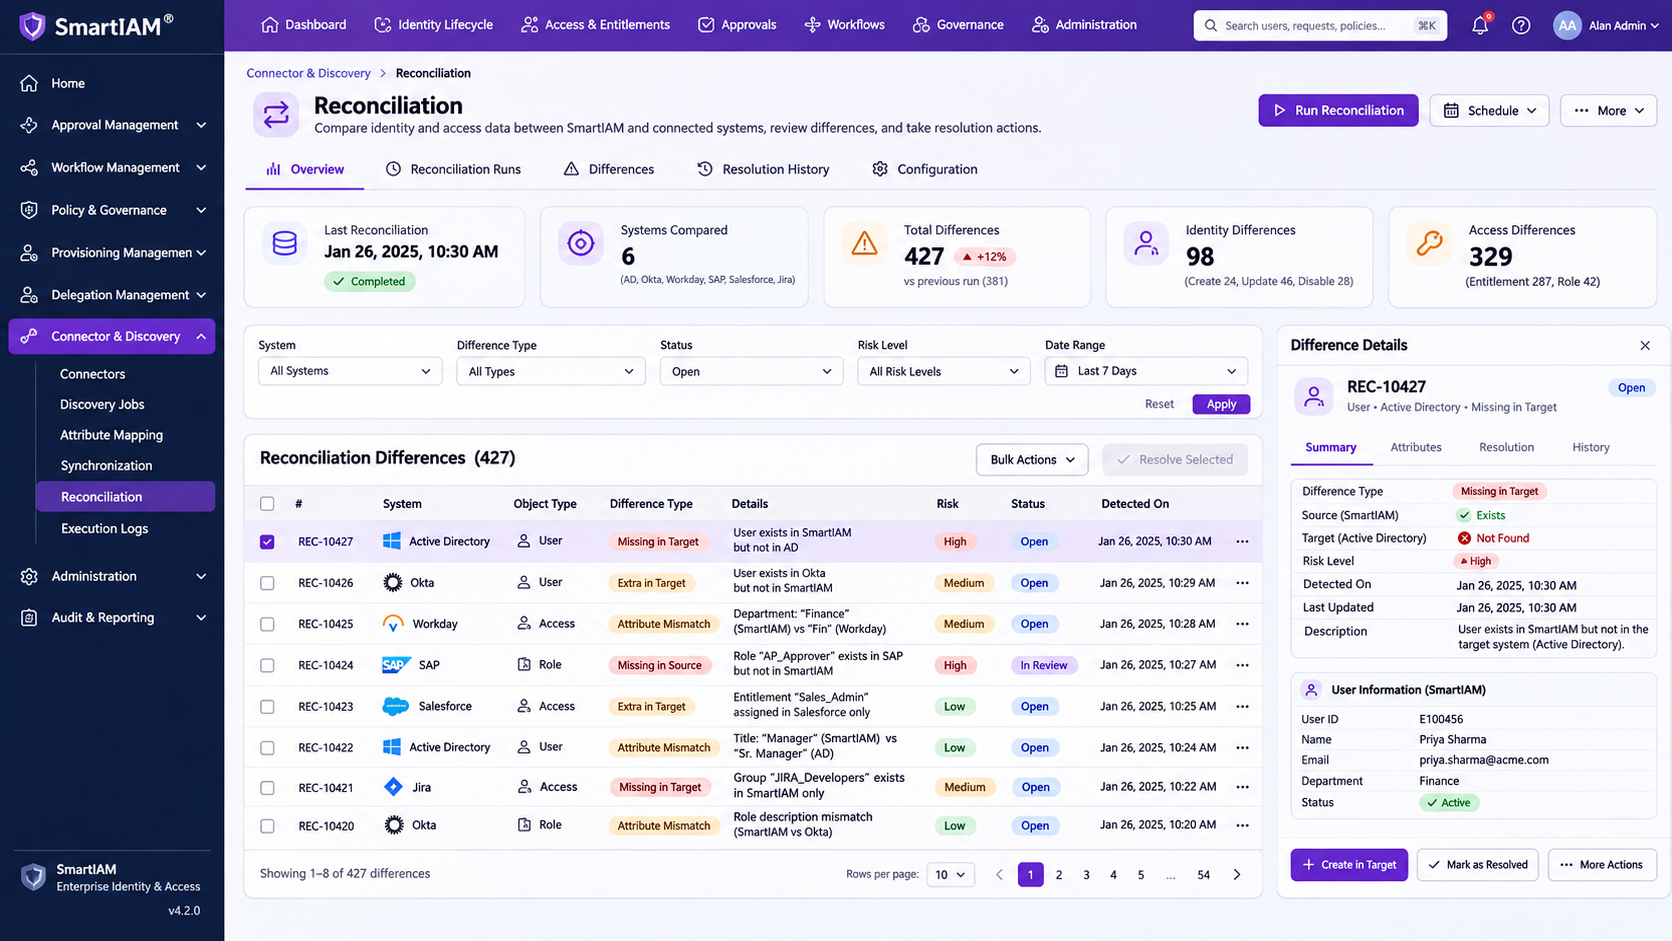 SmartIAM®
Dashboard
Identity Lifecycle
Access & Entitlements
Approvals
Workflows
Governance
Administration
Search users, requests, policies...
⌘K
9
AA
Alan Admin
Home
Approval Management
Workflow Management
Policy & Governance
Provisioning Managemen
Delegation Management
Connector & Discovery
Connectors
Discovery Jobs
Attribute Mapping
Synchronization
Reconciliation
Execution Logs
Administration
Audit & Reporting
SmartIAM
Enterprise Identity & Access
v4.2.0
Connector & Discovery > Reconciliation
Reconciliation
Compare identity and access data between SmartIAM and connected systems, review differences, and take resolution actions.
Run Reconciliation
Schedule
More
Overview
Reconciliation Runs
Differences
Resolution History
Configuration
Last Reconciliation
Jan 26, 2025, 10:30 AM
Completed
Systems Compared
6
(AD, Okta, Workday, SAP, Salesforce, Jira)
Total Differences
427 +12%
vs previous run (381)
Identity Differences
98
(Create 24, Update 46, Disable 28)
Access Differences
329
(Entitlement 287, Role 42)
System
All Systems
Difference Type
All Types
Status
Open
Risk Level
All Risk Levels
Date Range
Last 7 Days
Reset
Apply
Reconciliation Differences (427)
Bulk Actions
Resolve Selected
# System Object Type Difference Type Details Risk Status Detected On
REC-10427 Active Directory User Missing in Target User exists in SmartIAM High Open Jan 26, 2025, 10:30 AM
but not in AD
REC-10426 Okta User Extra in Target User exists in Okta Medium Open Jan 26, 2025, 10:29 AM
but not in SmartIAM
REC-10425 Workday Access Attribute Mismatch Department: “Finance” Medium Open Jan 26, 2025, 10:28 AM
(SmartIAM) vs “Fin” (Workday)
REC-10424 SAP SAP Role Missing in Source Role “AP_Approver” exists in SAP High In Review Jan 26, 2025, 10:27 AM
but not in SmartIAM
REC-10423 Salesforce Access Extra in Target Entitlement “Sales_Admin” Low Open Jan 26, 2025, 10:25 AM
assigned in Salesforce only
REC-10422 Active Directory User Attribute Mismatch Title: “Manager” (SmartIAM) vs Low Open Jan 26, 2025, 10:24 AM
“Sr. Manager” (AD)
REC-10421 Jira Access Missing in Target Group “JIRA_Developers” exists Medium Open Jan 26, 2025, 10:22 AM
in SmartIAM only
REC-10420 Okta Role Attribute Mismatch Role description mismatch Low Open Jan 26, 2025, 10:20 AM
(SmartIAM vs Okta)
Showing 1–8 of 427 differences
Rows per page: 10
1 2 3 4 5 ... 54
Difference Details
REC-10427
Open
User • Active Directory • Missing in Target
Summary
Attributes
Resolution
History
Difference Type Missing in Target
Source (SmartIAM) Exists
Target (Active Directory) Not Found
Risk Level High
Detected On Jan 26, 2025, 10:30 AM
Last Updated Jan 26, 2025, 10:30 AM
Description User exists in SmartIAM but not in the
target system (Active Directory).
User Information (SmartIAM)
User ID E100456
Name Priya Sharma
Email priya.sharma@acme.com
Department Finance
Status Active
Create in Target
Mark as Resolved
More Actions